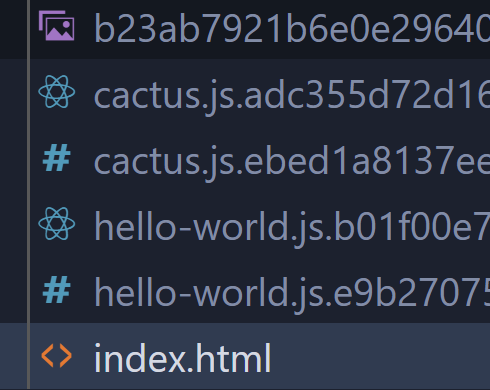 b23ab7921b6e0e29640
cactus.js.adc355d72d16
cactus.js.ebed1a8137ee
hello-world.js.b01f00e7
hello-world.js.e9b27075
index.html